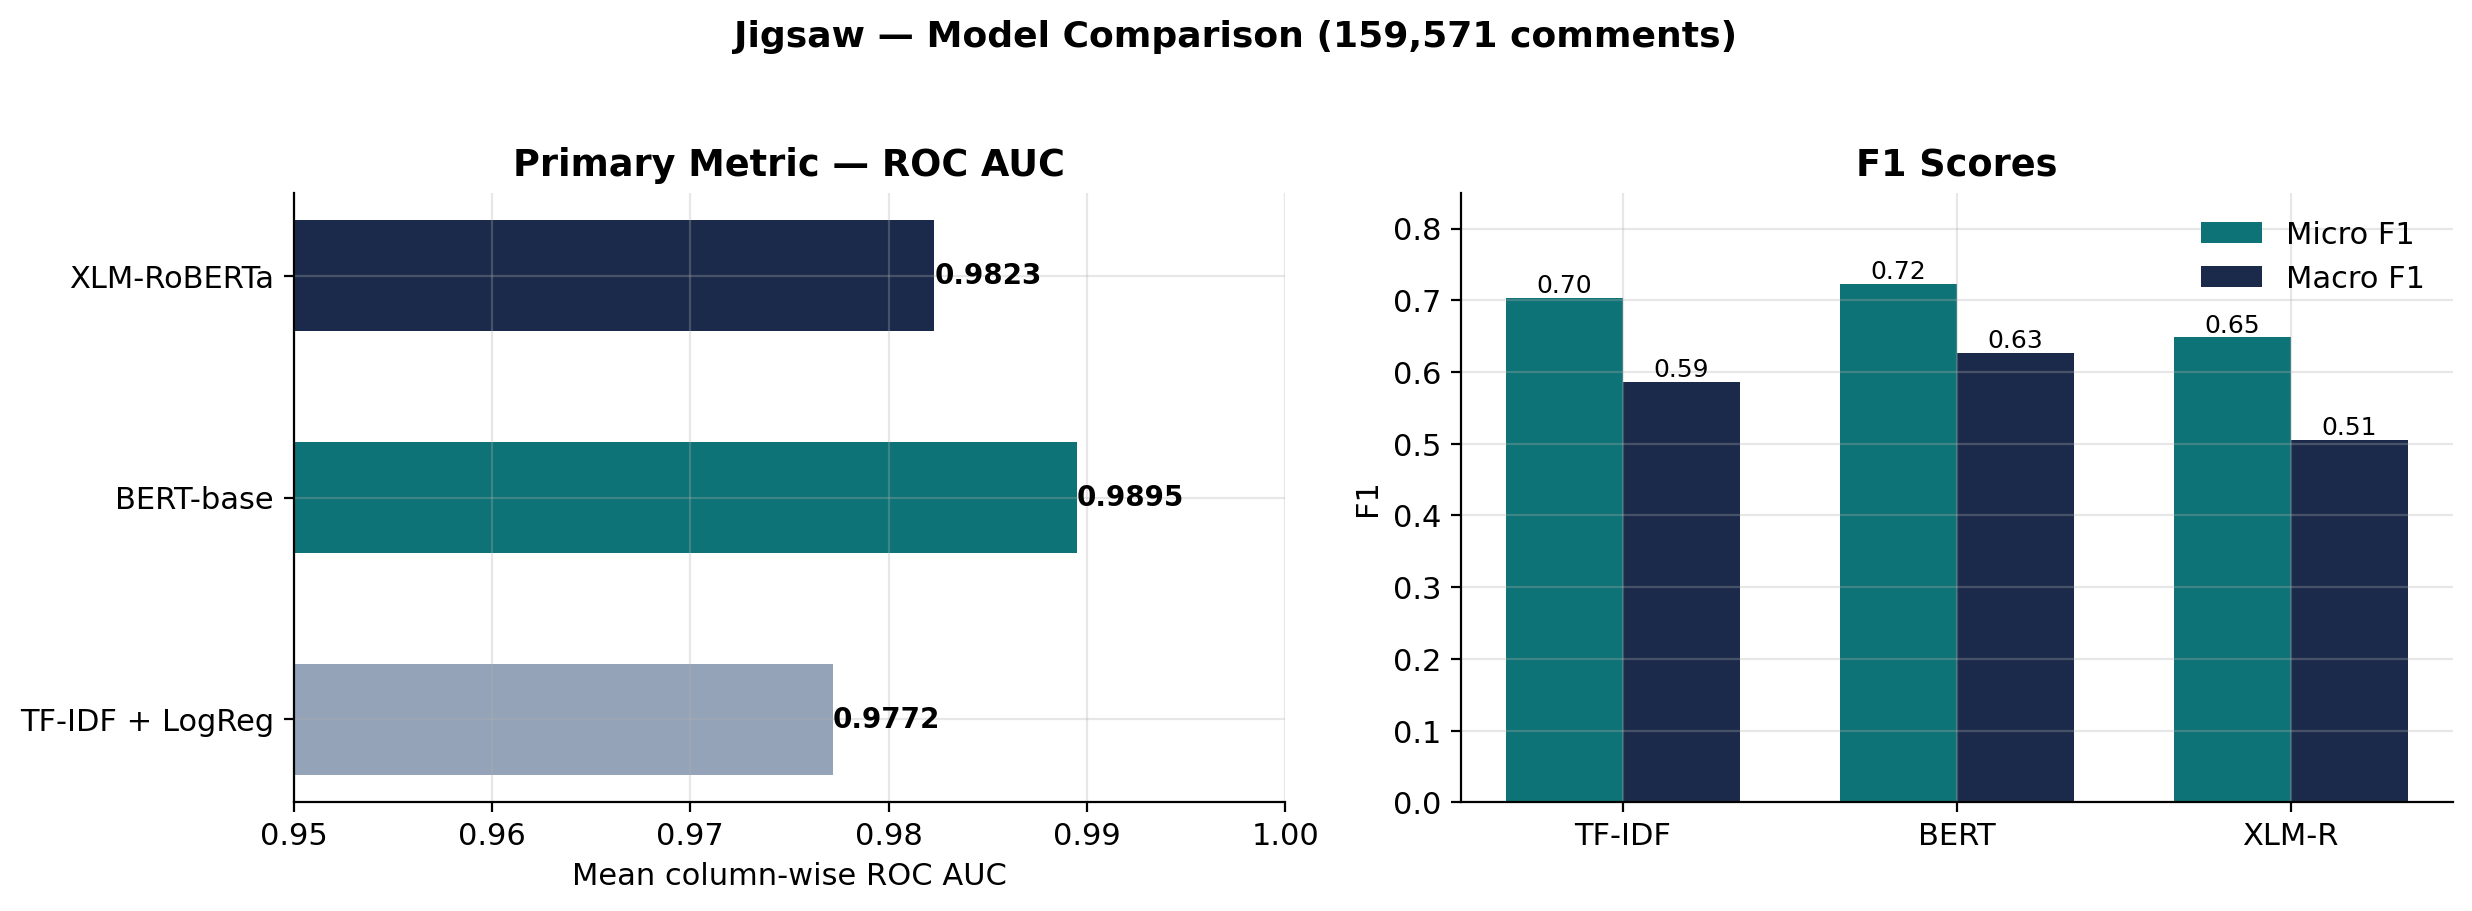 Jigsaw — Model Comparison (159,571 comments)
Primary Metric — ROC AUC
XLM-RoBERTa
0.9823
BERT-base
0.9895
TF-IDF + LogReg
0.9772
0.95 0.96 0.97 0.98 0.99 1.00
Mean column-wise ROC AUC
F1 Scores
Micro F1
Macro F1
F1
0.8
0.7
0.6
0.5
0.4
0.3
0.2
0.1
0.0
0.70
0.59
0.72
0.63
0.65
0.51
TF-IDF BERT XLM-R